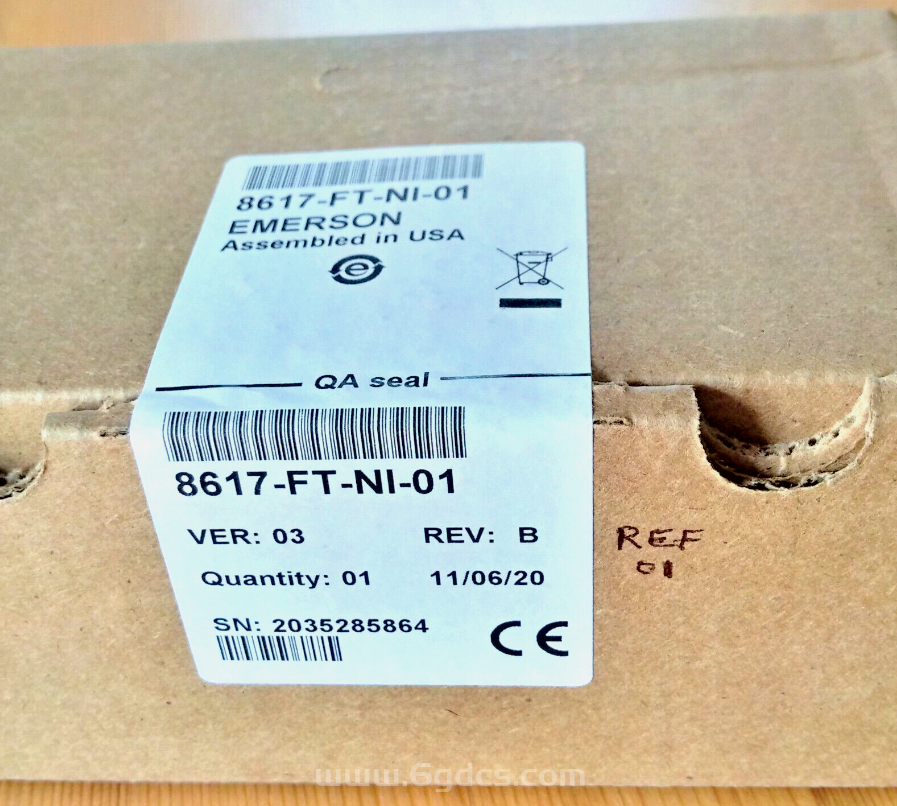 8617-FT-NI-01
EMERSON
Assembled in USA
e
QA seal
8617-FT-NI-01
VER: 03 REV: B
Quantity: 01 11/06/20
SN: 2035285864
CE
REF
01
www.6gdcs.com